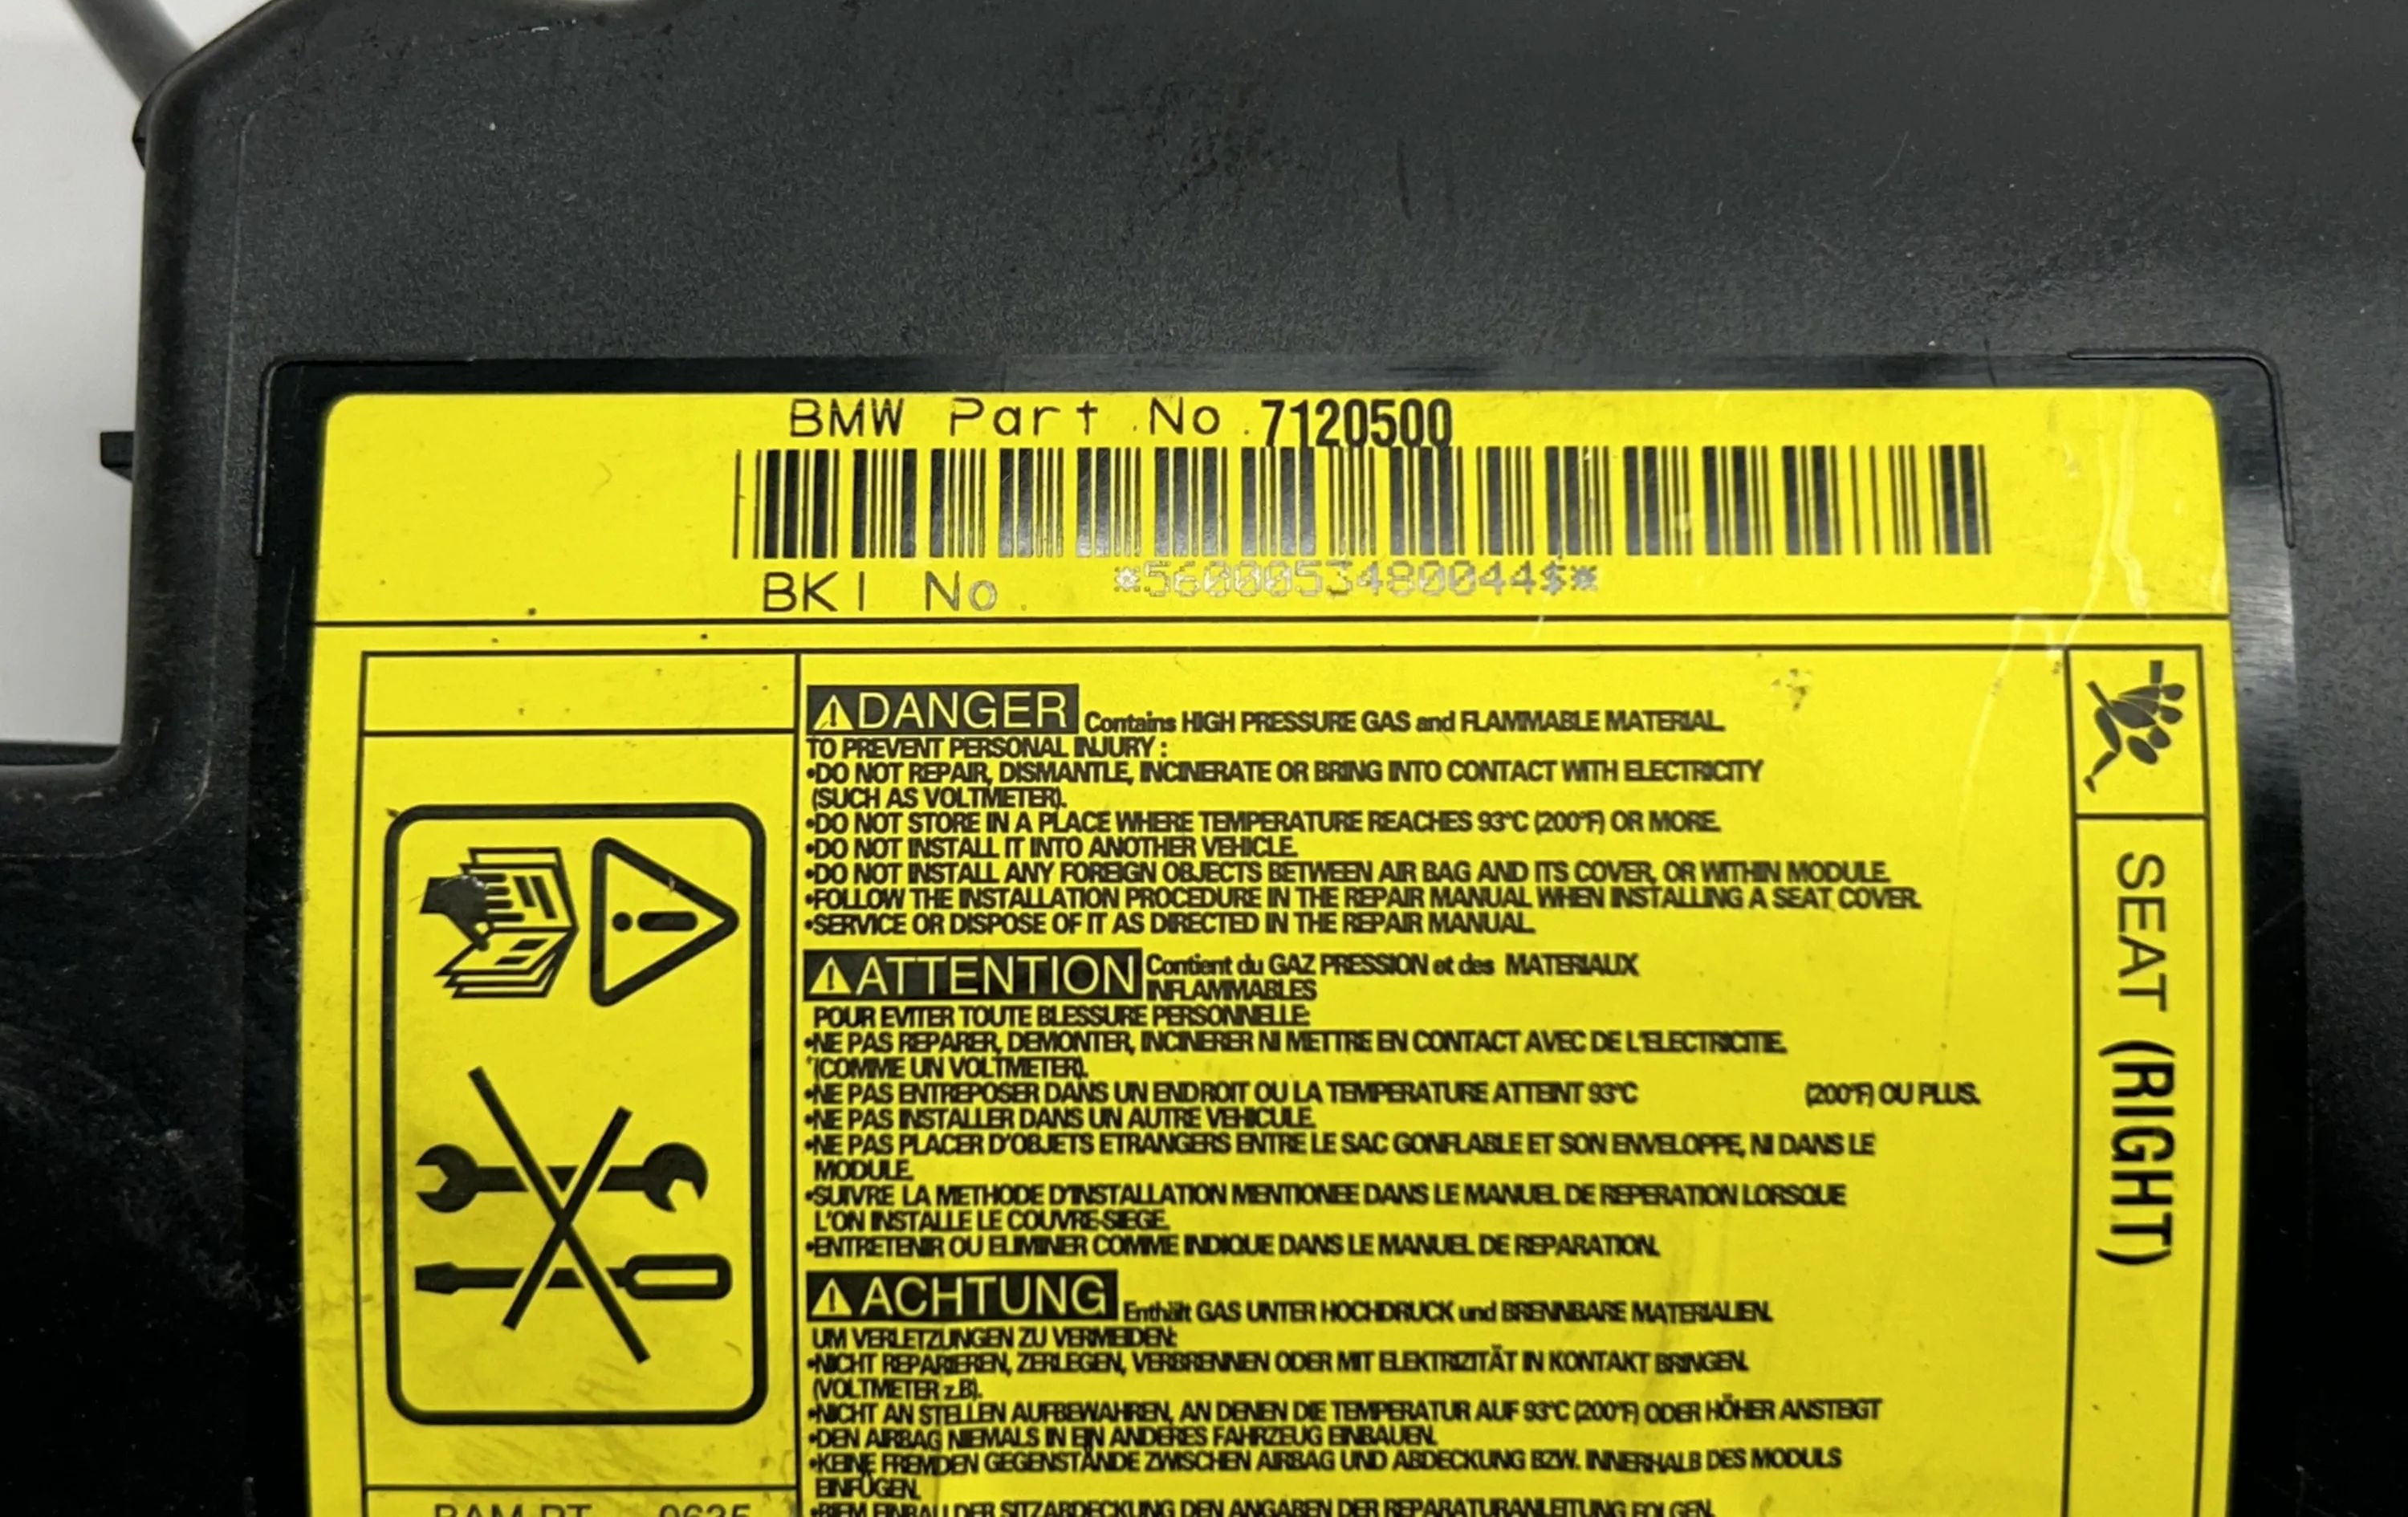 BMW Part No. 7120500
BKI No. *5600053480044$*
DANGER Contains HIGH PRESSURE GAS and FLAMMABLE MATERIAL.
TO PREVENT PERSONAL INJURY :
•DO NOT REPAIR, DISMANTLE, INCINERATE OR BRING INTO CONTACT WITH ELECTRICITY
(SUCH AS VOLTMETER).
•DO NOT STORE IN A PLACE WHERE TEMPERATURE REACHES 93°C (200°F) OR MORE.
•DO NOT INSTALL IT INTO ANOTHER VEHICLE.
•DO NOT INSTALL ANY FOREIGN OBJECTS BETWEEN AIR BAG AND ITS COVER, OR WITHIN MODULE.
•FOLLOW THE INSTALLATION PROCEDURE IN THE REPAIR MANUAL WHEN INSTALLING A SEAT COVER.
•SERVICE OR DISPOSE OF IT AS DIRECTED IN THE REPAIR MANUAL.
ATTENTION Contient du GAZ PRESSION et des MATERIAUX
INFLAMMABLES
POUR EVITER TOUTE BLESSURE PERSONNELLE:
•NE PAS REPARER, DEMONTER, INCINERER NI METTRE EN CONTACT AVEC DE L'ELECTRICITIE.
(COMME UN VOLTMETER).
•NE PAS ENTREPOSER DANS UN ENDROIT OU LA TEMPERATURE ATTEINT 93°C (200°F) OU PLUS.
•NE PAS INSTALLER DANS UN AUTRE VEHICULE.
•NE PAS PLACER D'OBJETS ETRANGERS ENTRE LE SAC GONFLABLE ET SON ENVELOPPE, NI DANS LE
MODULE.
•SUIVRE LA METHODE D'INSTALLATION MENTIONEE DANS LE MANUEL DE REPERATION LORSQUE
L'ON INSTALLE LE COUVRE-SIEGE.
•ENTRETENIR OU ELIMINER COMME INDIQUE DANS LE MANUEL DE REPARATION.
ACHTUNG Enthält GAS UNTER HOCHDRUCK und BRENNBARE MATERIALIEN.
UM VERLETZUNGEN ZU VERMEIDEN:
•NICHT REPARIEREN, ZERLEGEN, VERBRENNEN ODER MIT ELEKTRIZITÄT IN KONTAKT BRINGEN.
(VOLTMETER z.B).
•NICHT AN STELLEN AUFBEWAHREN, AN DENEN DIE TEMPERATUR AUF 93°C (200°F) ODER HÖHER ANSTEIGT
•DEN AIRBAG NIEMALS IN EIN ANDERES FAHRZEUG EINBAUEN.
•KEINE FREMDEN GEGENSTÄNDE ZWISCHEN AIRBAG UND ABDECKUNG BZW. INNERHALB DES MODULS
EINFÜGEN.
•BEIM EINBAU DER SITZABDECKUNG DEN ANGABEN DER REPARATURANLEITUNG FOLGEN.
SEAT (RIGHT)